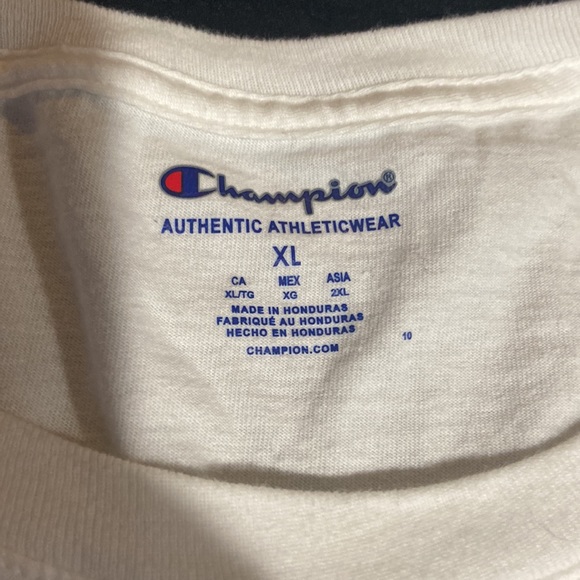 Champion®
AUTHENTIC ATHLETICWEAR
XL
CA MEX ASIA
XL/TG XG 2XL
MADE IN HONDURAS
FABRIQUÉ AU HONDURAS
HECHO EN HONDURAS
CHAMPION.COM
10